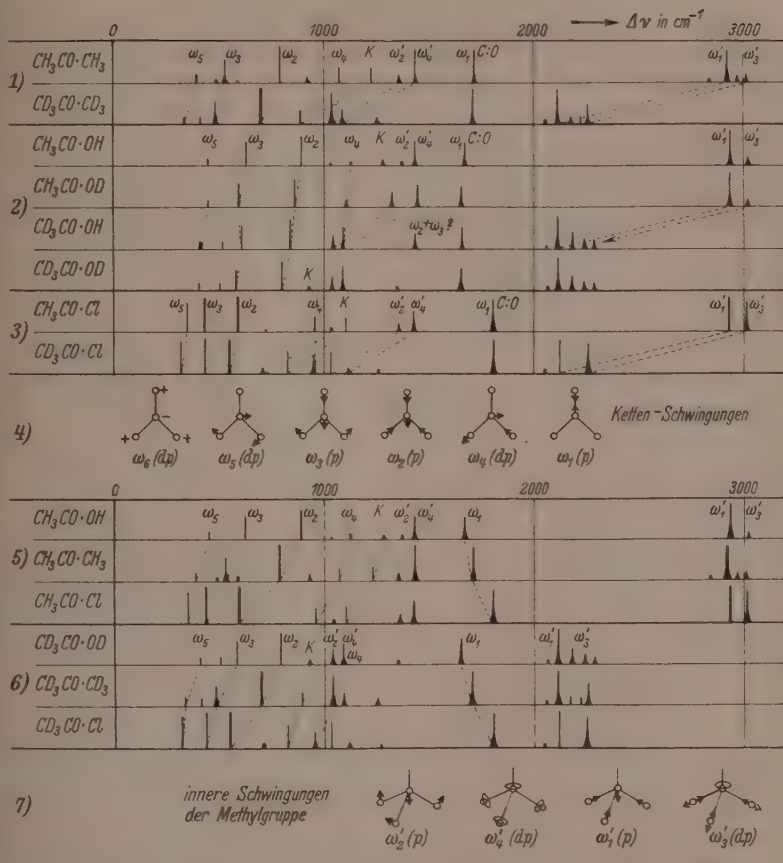 0 1000 2000 3000 → Δν in cm⁻¹
1) CH₃CO·CH₃ ω₅ ω₃ ω₂ ω₄ K ω₂′ ω₄′ ω₁ C:O ω₁′ ω₃′
CD₃CO·CD₃
CH₃CO·OH ω₅ ω₃ ω₂ ω₄ K ω₂′ ω₄′ ω₁ C:O
2) CH₃CO·OD
CD₃CO·OH ω₂+ω₃?
CD₃CO·OD K
3) CH₃CO·Cl ω₅ ω₃ ω₂ ω₄ K ω₂′ ω₄′ ω₁ C:O ω₁′ ω₃′
CD₃CO·Cl
4) Ketten-Schwingungen
ω₆(dp) ω₅(dp) ω₃(p) ω₂(p) ω₄(dp) ω₁(p)
0 1000 2000 3000
CH₃CO·OH ω₅ ω₃ ω₂ ω₄ K ω₂′ ω₄′ ω₁ ω₁′ ω₃′
5) CH₃CO·CH₃
CH₃CO·Cl
CD₃CO·OD ω₅ ω₃ ω₂ K ω₂′ ω₄′ ω₄ ω₁ ω₁′ ω₃′
6) CD₃CO·CD₃
CD₃CO·Cl
7) innere Schwingungen
der Methylgruppe
ω₂′(p) ω₄′(dp) ω₁′(p) ω₃′(dp)